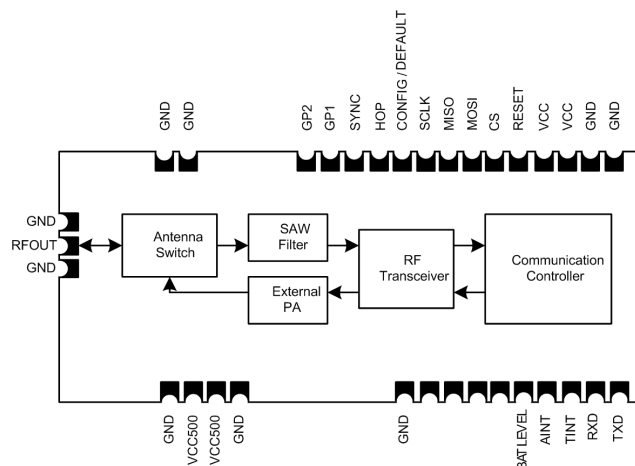 GND
GND
GP2
GP1
SYNC
HOP
CONFIG / DEFAULT
SCLK
MISO
MOSI
CS
RESET
VCC
VCC
GND
GND
GND
RFOUT
GND
Antenna
Switch
SAW
Filter
External
PA
RF
Transceiver
Communication
Controller
GND
VCC500
VCC500
GND
GND
BATLEVEL
AINT
TINT
RXD
TXD